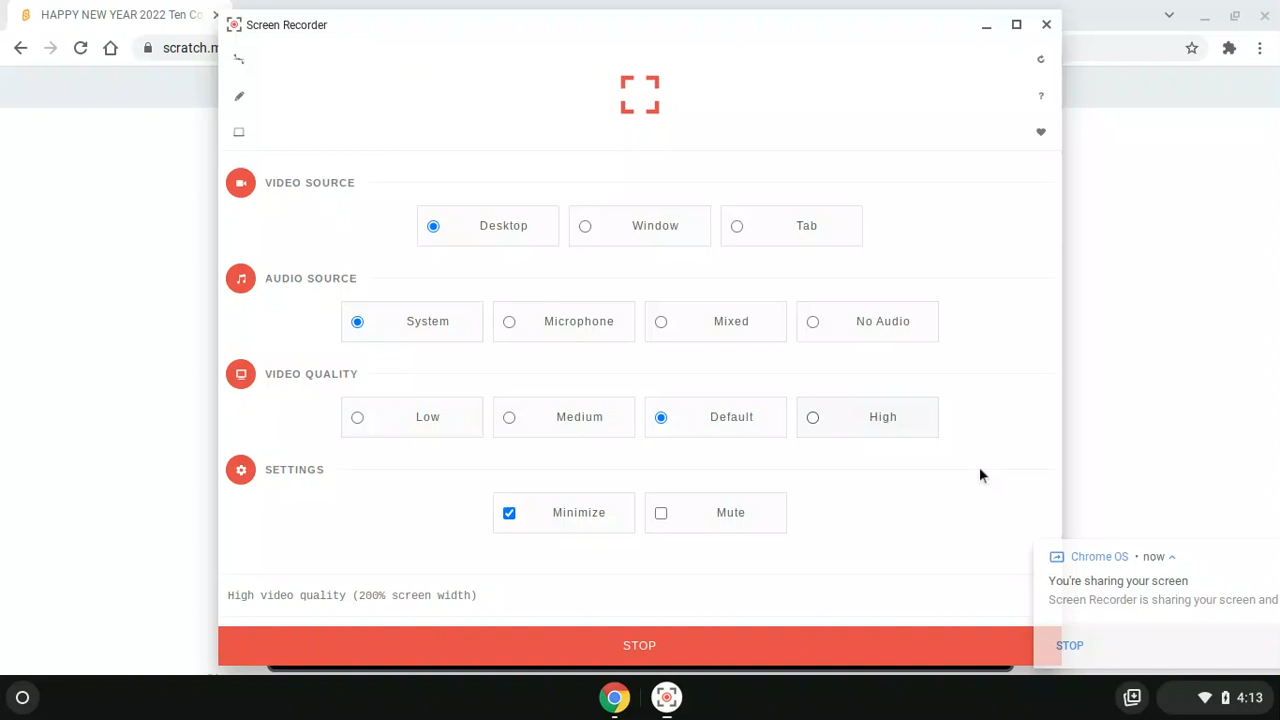 HAPPY NEW YEAR 2022 Ten Co
Screen Recorder
scratch.m
?
VIDEO SOURCE
Desktop
Window
Tab
AUDIO SOURCE
System
Microphone
Mixed
No Audio
VIDEO QUALITY
Low
Medium
Default
High
SETTINGS
Minimize
Mute
Chrome OS • now
You're sharing your screen
Screen Recorder is sharing your screen and
High video quality (200% screen width)
STOP
STOP
4:13